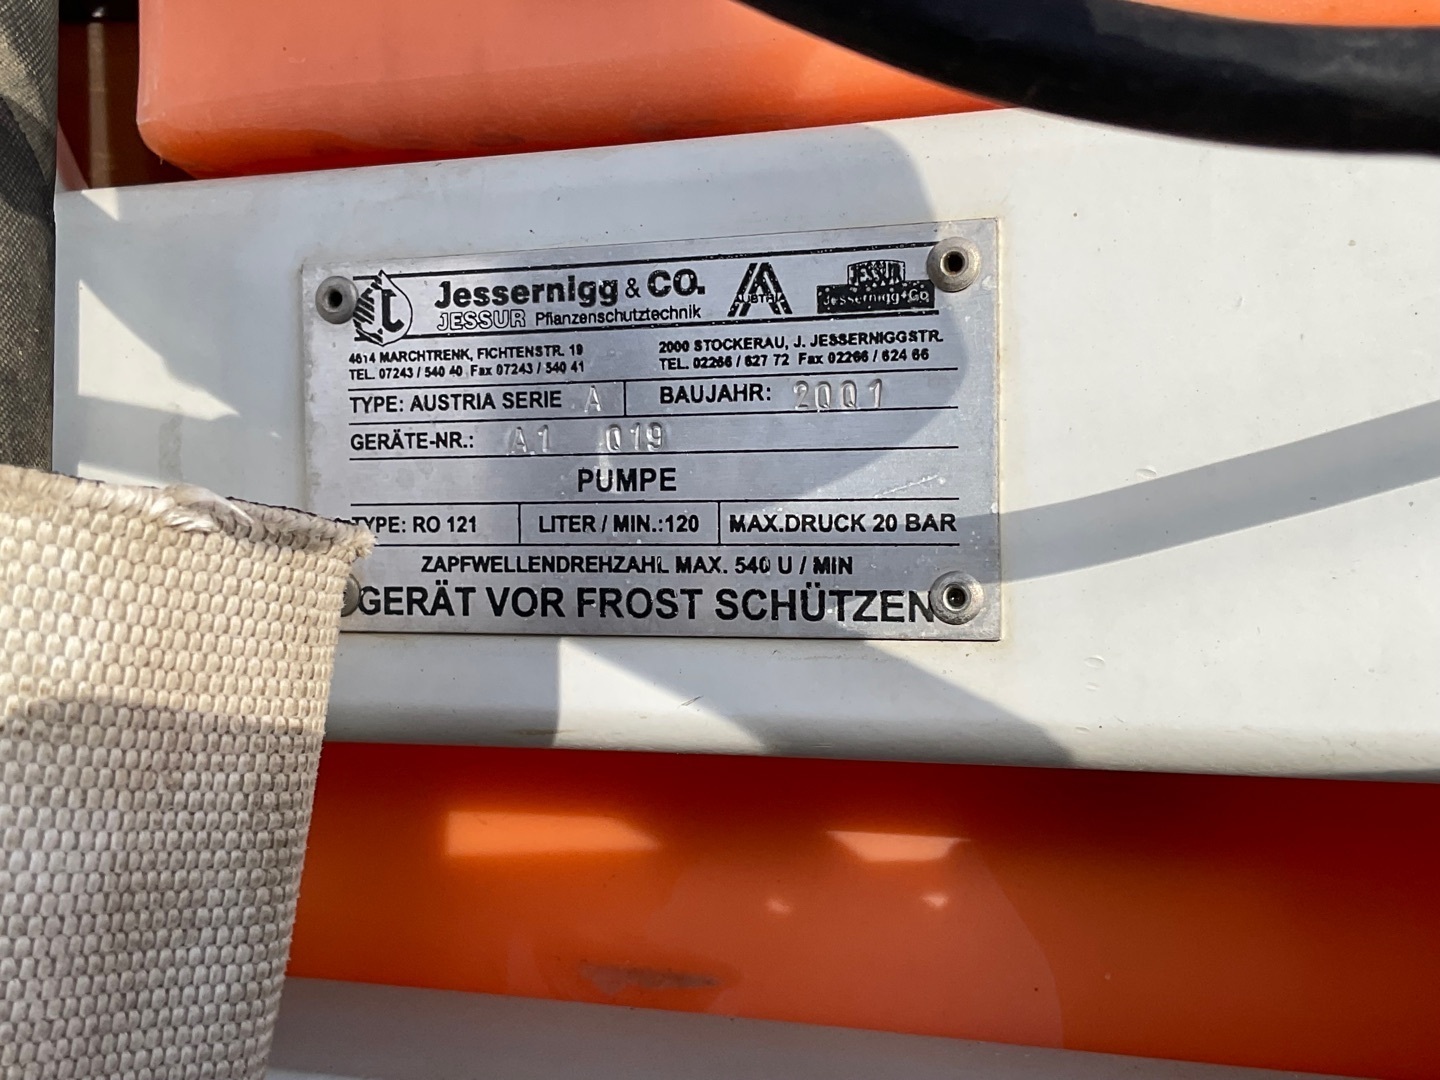 Jessernigg & CO.
JESSUR Pflanzenschutztechnik
AUSTRIA
JESSUR
Jessernigg+Co
4614 MARCHTRENK, FICHTENSTR. 19
TEL. 07243 / 540 40 Fax 07243 / 540 41
2000 STOCKERAU, J. JESSERNIGGSTR.
TEL. 02266 / 627 72 Fax 02266 / 624 66
TYPE: AUSTRIA SERIE A BAUJAHR: 2001
GERÄTE-NR.: A1 019
PUMPE
TYPE: RO 121 LITER / MIN.:120 MAX.DRUCK 20 BAR
ZAPFWELLENDREHZAHL MAX. 540 U / MIN
GERÄT VOR FROST SCHÜTZEN